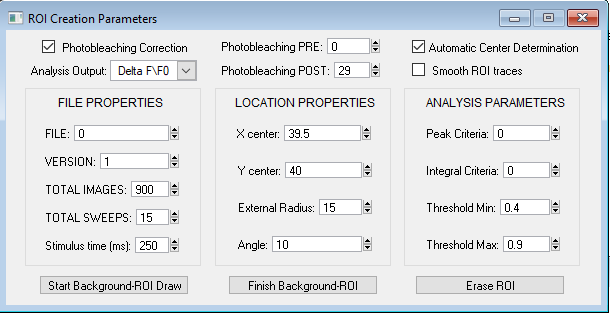 ROI Creation Parameters
Photobleaching Correction
Photobleaching PRE: 0
Automatic Center Determination
Analysis Output: Delta F\F0
Photobleaching POST: 29
Smooth ROI traces
FILE PROPERTIES
LOCATION PROPERTIES
ANALYSIS PARAMETERS
FILE: 0
X center: 39.5
Peak Criteria: 0
VERSION: 1
Y center: 40
Integral Criteria: 0
TOTAL IMAGES: 900
External Radius: 15
Threshold Min: 0.4
TOTAL SWEEPS: 15
Stimulus time (ms): 250
Angle: 10
Threshold Max: 0.9
Start Background-ROI Draw
Finish Background-ROI
Erase ROI